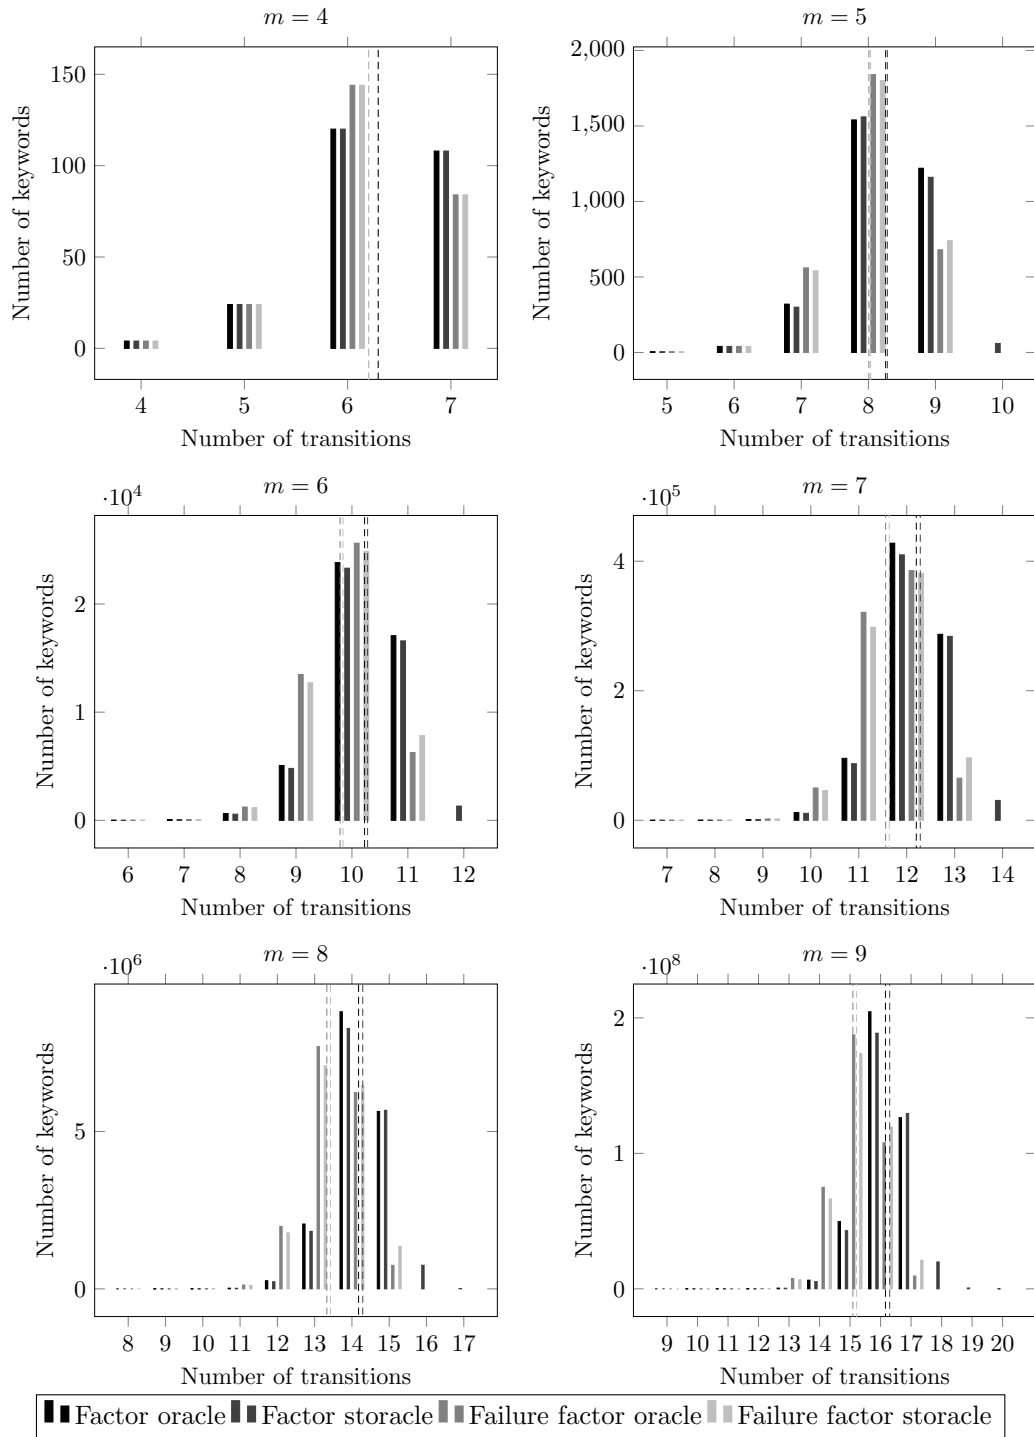 m = 4
m = 5
150
100
50
0
Number of keywords
4 5 6 7
Number of transitions
2,000
1,500
1,000
500
0
Number of keywords
5 6 7 8 9 10
Number of transitions
m = 6
m = 7
·10^4
2
1
0
Number of keywords
6 7 8 9 10 11 12
Number of transitions
·10^5
4
2
0
Number of keywords
7 8 9 10 11 12 13 14
Number of transitions
m = 8
m = 9
·10^6
5
0
Number of keywords
8 9 10 11 12 13 14 15 16 17
Number of transitions
·10^8
2
1
0
Number of keywords
9 10 11 12 13 14 15 16 17 18 19 20
Number of transitions
Factor oracle Factor storacle Failure factor oracle Failure factor storacle